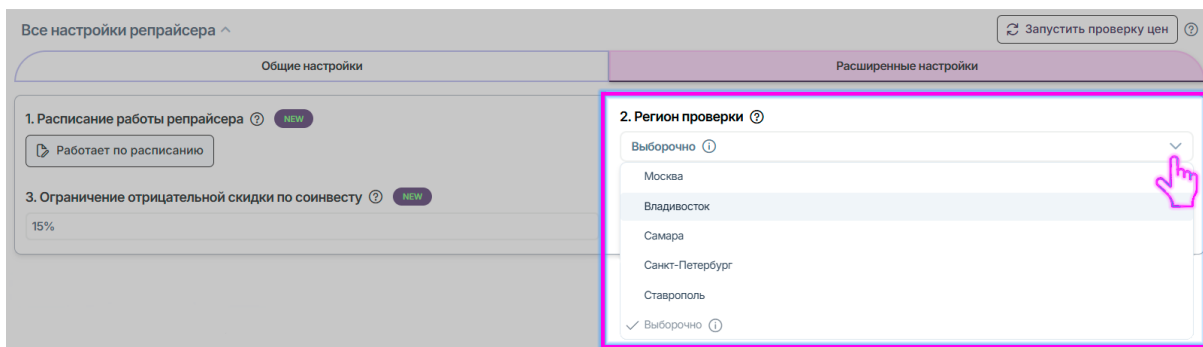 Все настройки репрайсера
Запустить проверку цен
Общие настройки
Расширенные настройки
1. Расписание работы репрайсера NEW
Работает по расписанию
3. Ограничение отрицательной скидки по соинвесту NEW
15%
2. Регион проверки
Выборочно
Москва
Владивосток
Самара
Санкт-Петербург
Ставрополь
Выборочно